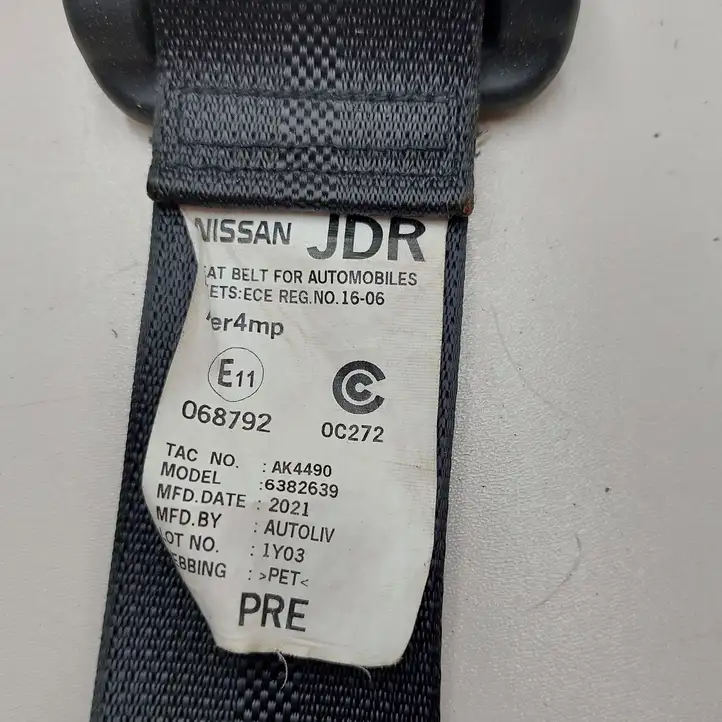 NISSAN JDR
EAT BELT FOR AUTOMOBILES
ETS:ECE REG.NO.16-06
er4mp
E11
C
068792
0C272
TAC NO. : AK4490
MODEL :6382639
MFD.DATE : 2021
MFD.BY : AUTOLIV
LOT NO. : 1Y03
EBBING : >PET<
PRE